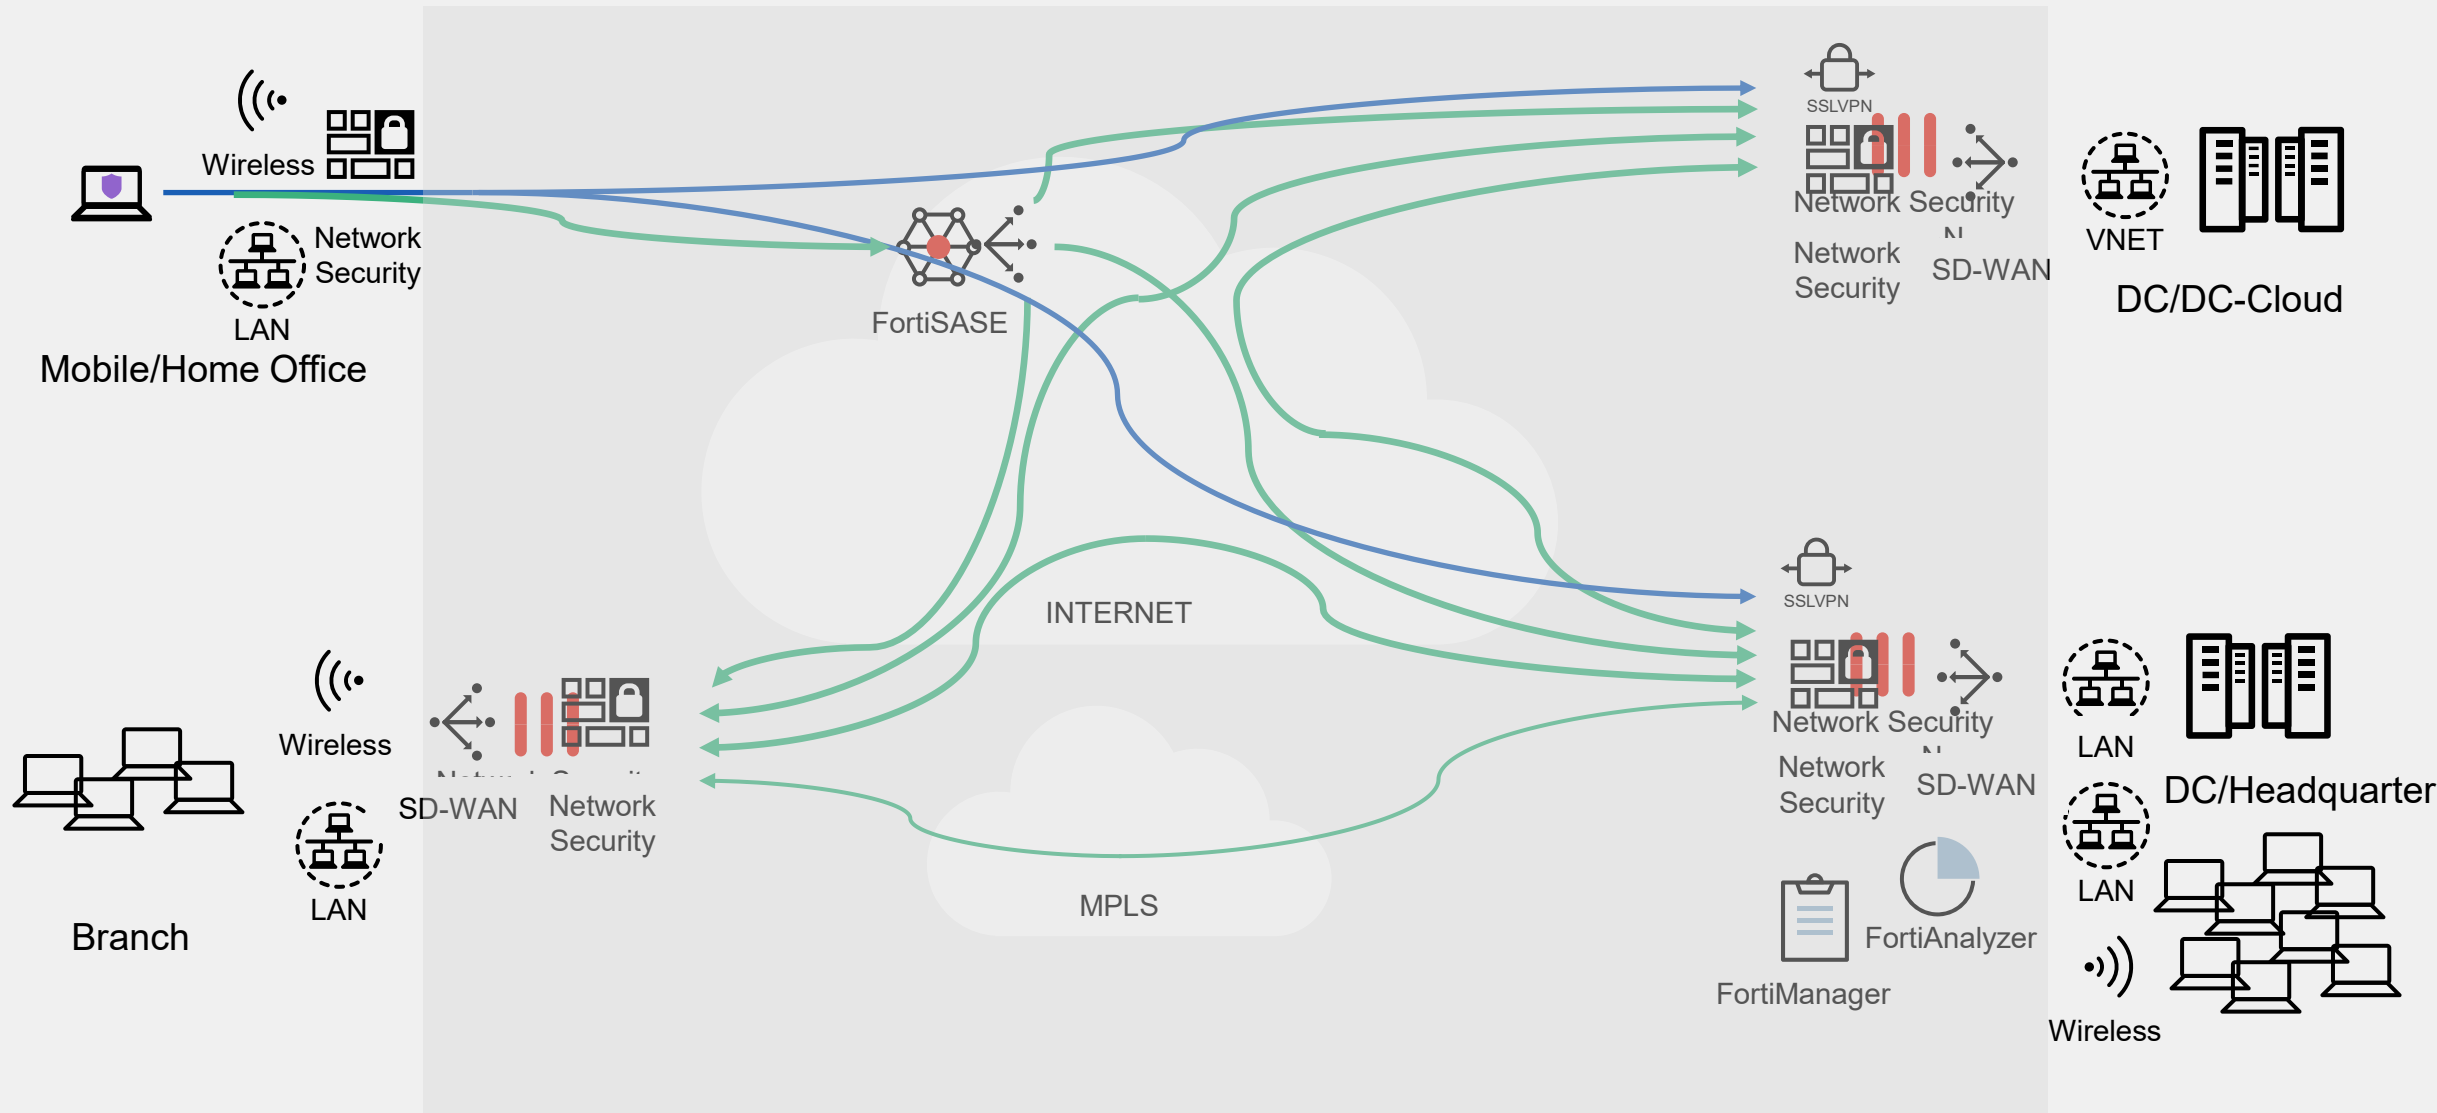 Wireless
Network
Security
LAN
Mobile/Home Office
FortiSASE
SSLVPN
Network Security
Network
Security
SD-WAN
VNET
DC/DC-Cloud
INTERNET
SSLVPN
Network Security
Network
Security
SD-WAN
LAN
DC/Headquarter
LAN
Wireless
Wireless
SD-WAN
Network
Security
LAN
Branch
MPLS
FortiAnalyzer
FortiManager